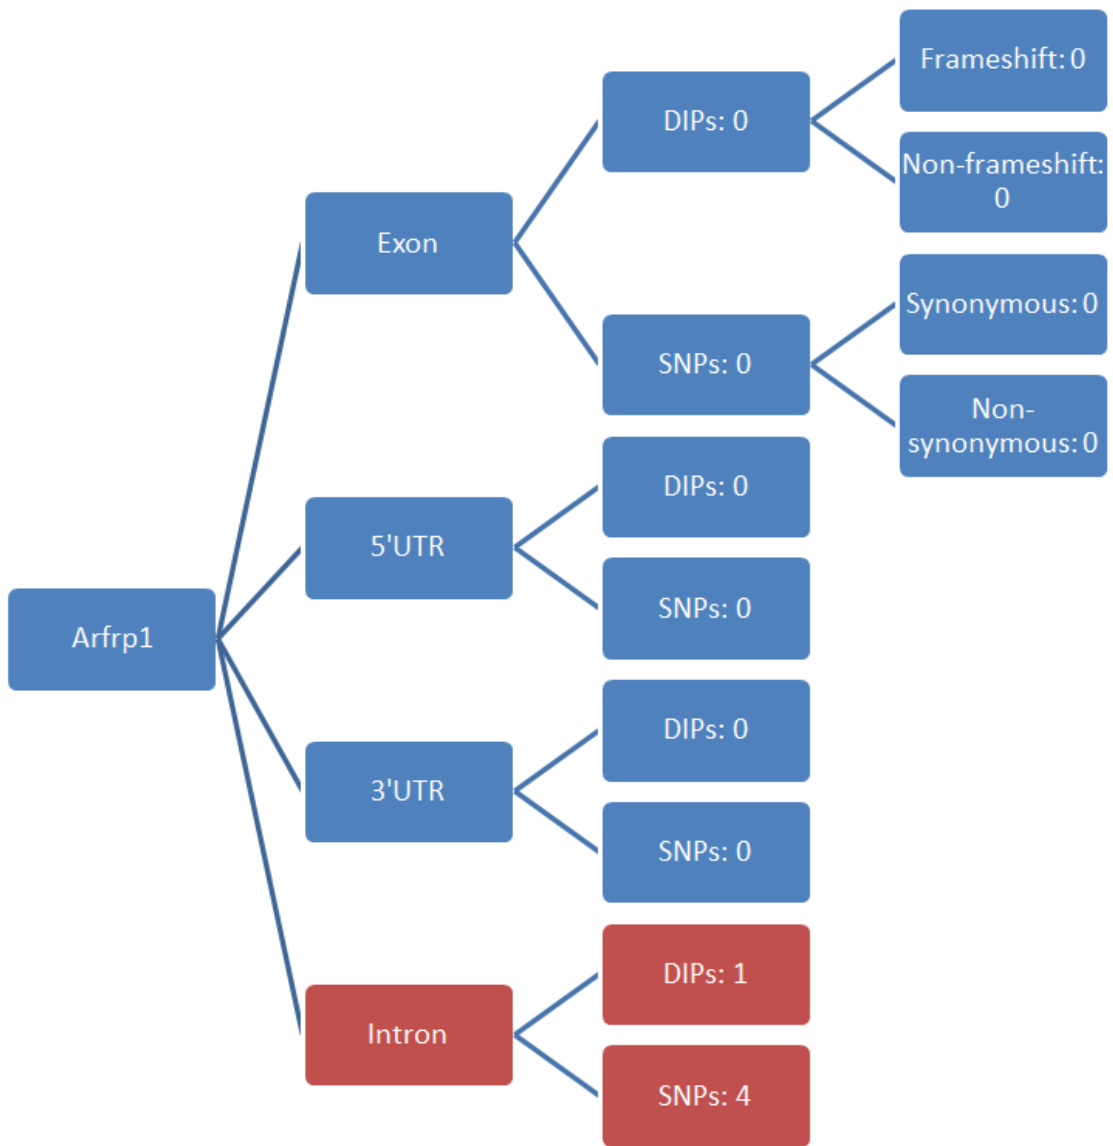 Arfrp1
Exon
DIPs: 0
Frameshift: 0
Non-frameshift:
0
SNPs: 0
Synonymous: 0
Non-
synonymous: 0
5'UTR
DIPs: 0
SNPs: 0
3'UTR
DIPs: 0
SNPs: 0
Intron
DIPs: 1
SNPs: 4